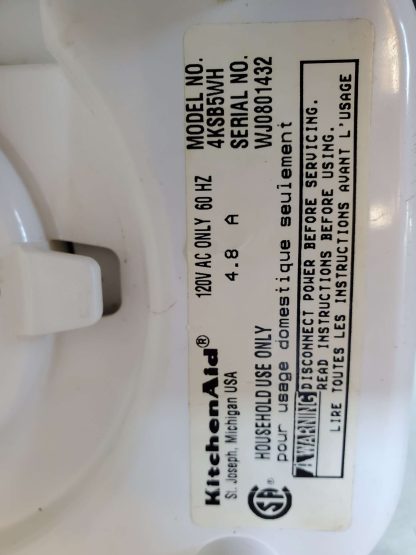 KitchenAid®
St. Joseph, Michigan USA
120V AC ONLY 60 HZ
4.8 A
MODEL NO.
4KSB5WH
SERIAL NO.
WJ0801432
HOUSEHOLD USE ONLY
pour usage domestique seulement
SA ®
WARNING DISCONNECT POWER BEFORE SERVICING.
READ INSTRUCTIONS BEFORE USING.
LIRE TOUTES LES INSTRUCTIONS AVANT L'USAGE